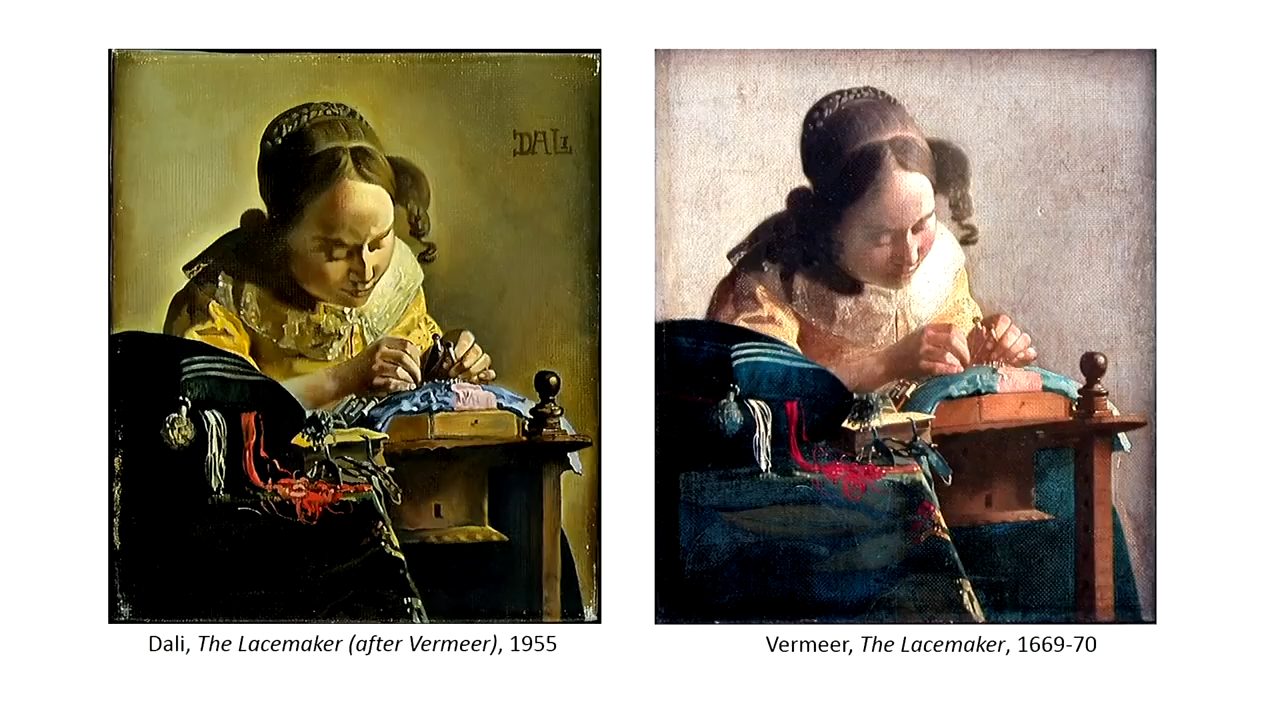 DALI
Dali, The Lacemaker (after Vermeer), 1955
Vermeer, The Lacemaker, 1669-70